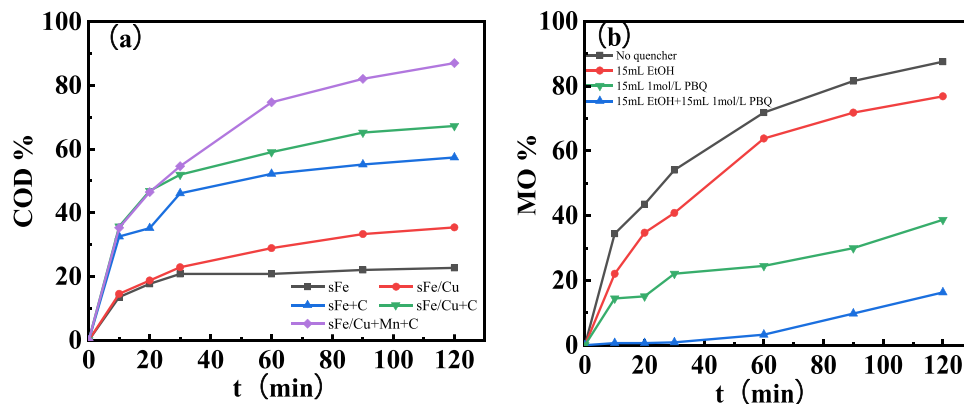 (a)
COD %
100
80
60
40
20
0
0 20 40 60 80 100 120
t (min)
sFe
sFe/Cu
sFe+C
sFe/Cu+C
sFe/Cu+Mn+C
(b)
MO %
100
80
60
40
20
0
0 20 40 60 80 100 120
t (min)
No quencher
15mL EtOH
15mL 1mol/L PBQ
15mL EtOH+15mL 1mol/L PBQ